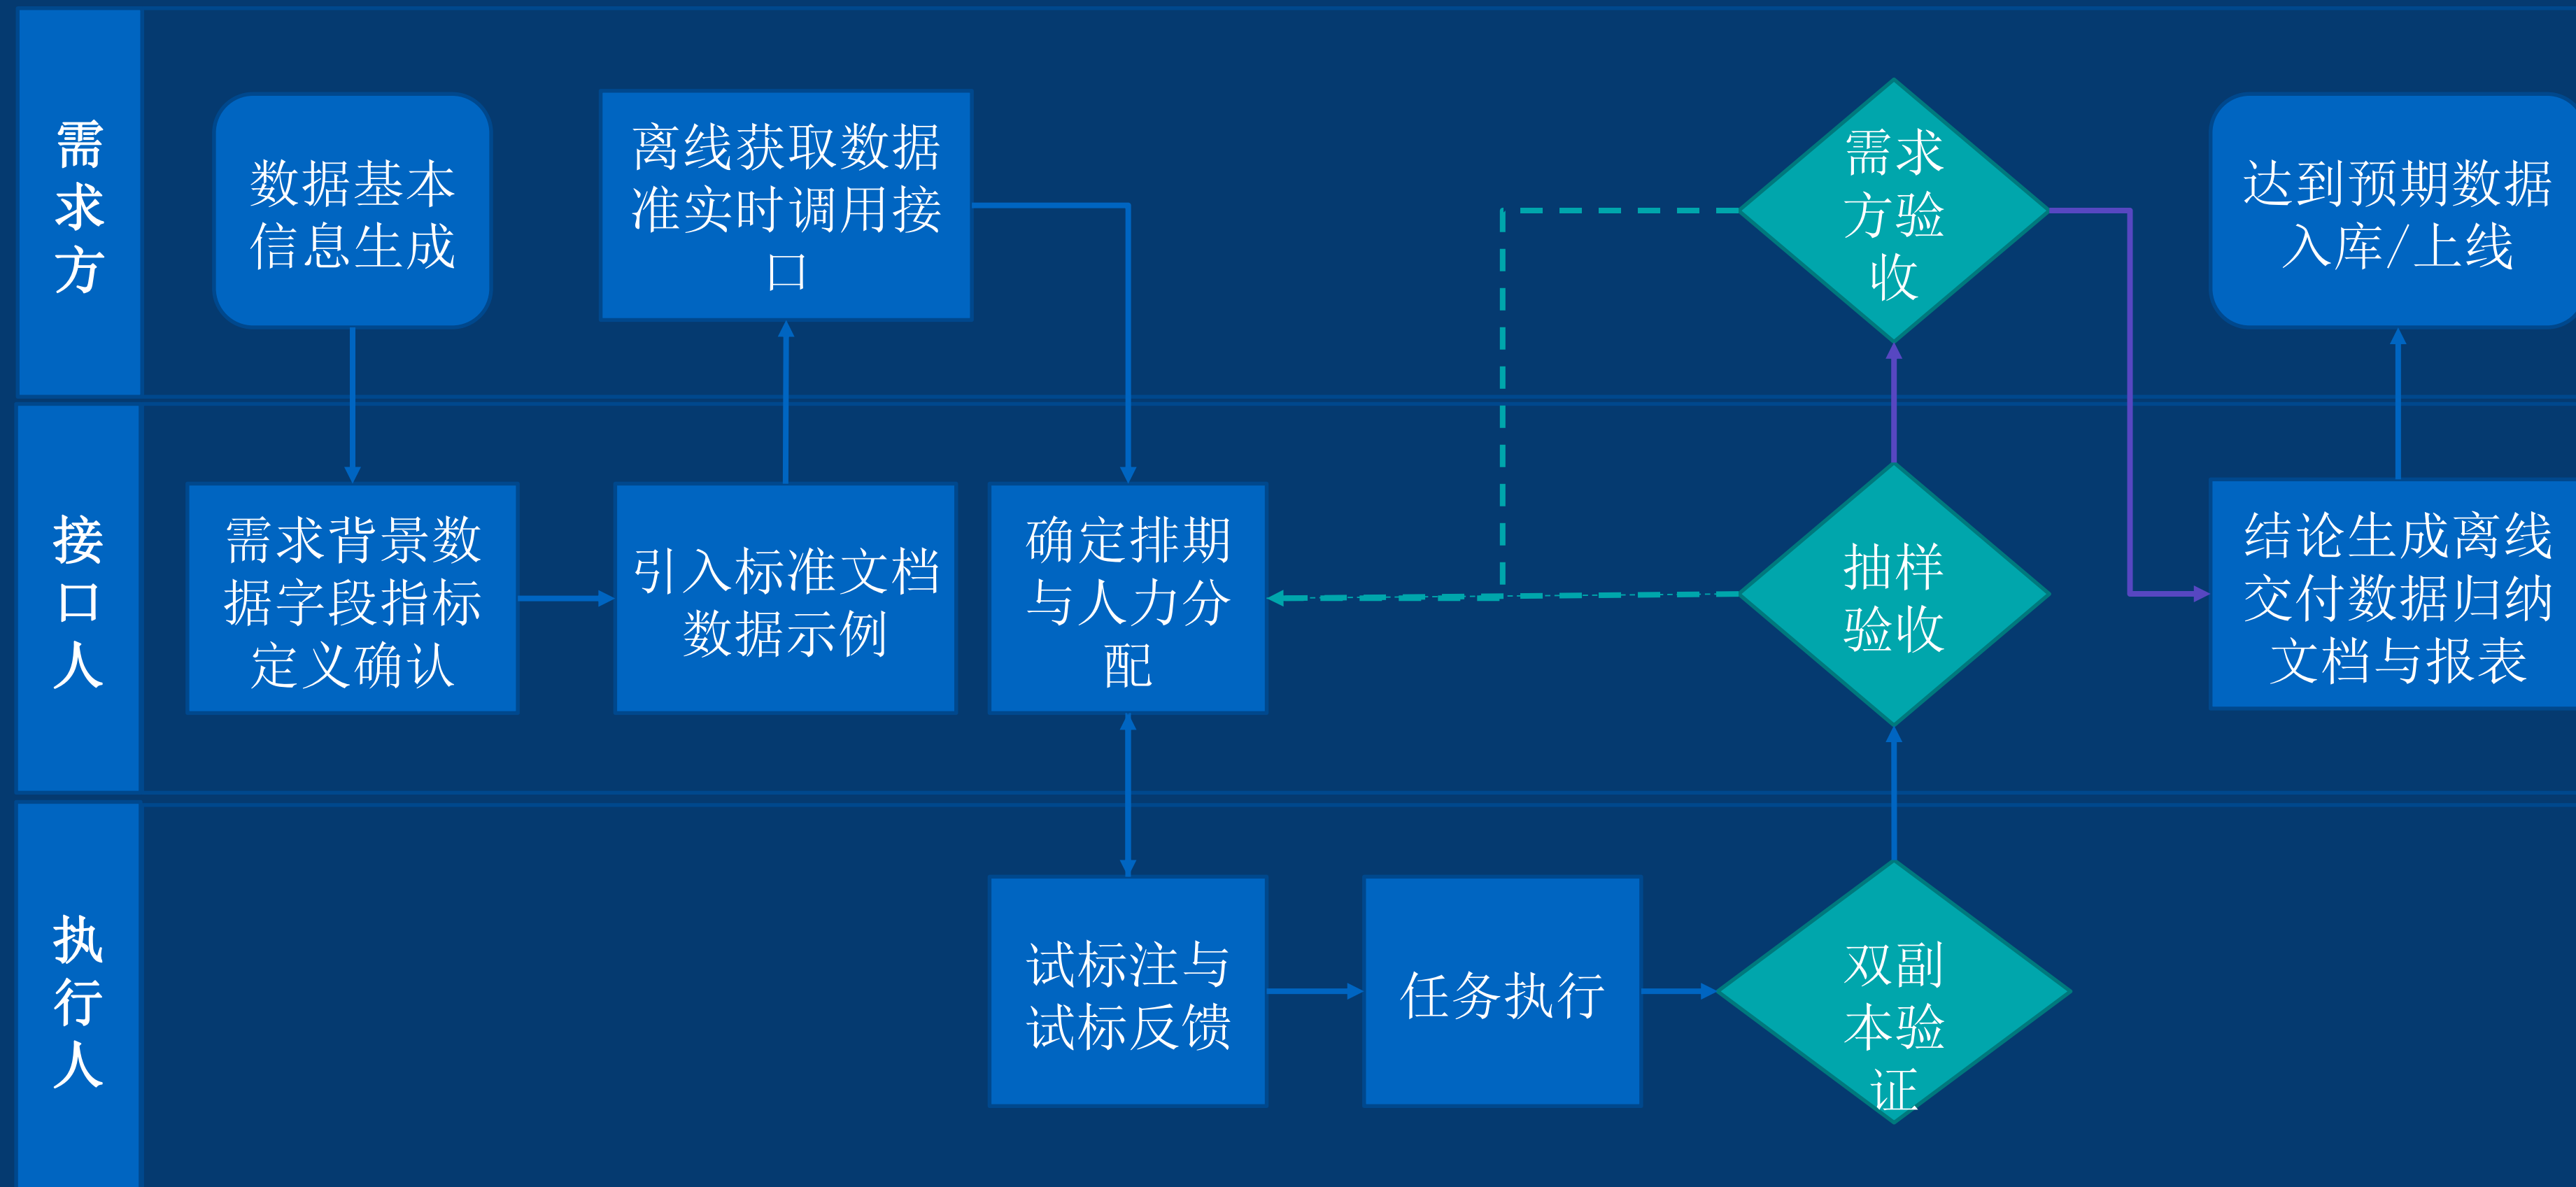 需
求
方
数据基本
信息生成
离线获取数据
准实时调用接
口
需求
方验
收
达到预期数据
入库/上线
接
口
人
需求背景数
据字段指标
定义确认
引入标准文档
数据示例
确定排期
与人力分
配
抽样
验收
结论生成离线
交付数据归纳
文档与报表
执
行
人
试标注与
试标反馈
任务执行
双副
本验
证